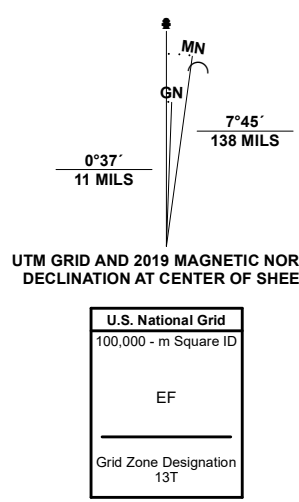 MN
GN
7°45´
138 MILS
0°37´
11 MILS
UTM GRID AND 2019 MAGNETIC NOR
DECLINATION AT CENTER OF SHEE
U.S. National Grid
100,000 - m Square ID
EF
Grid Zone Designation
13T